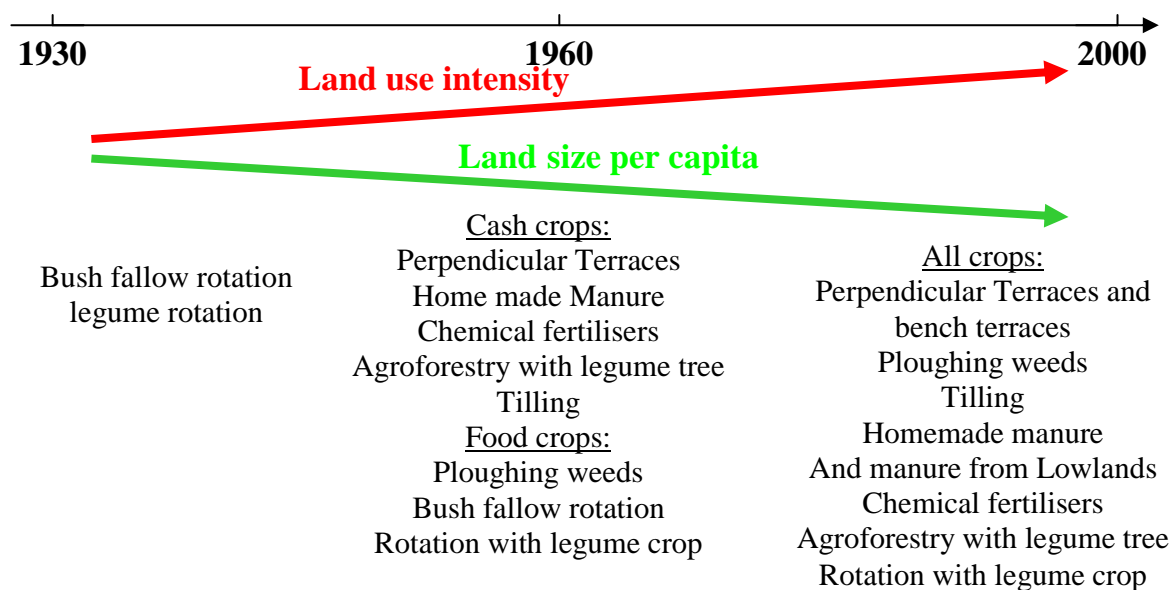 1930
1960
2000
Land use intensity
Land size per capita
Bush fallow rotation
legume rotation
Cash crops:
Perpendicular Terraces
Home made Manure
Chemical fertilisers
Agroforestry with legume tree
Tilling
Food crops:
Ploughing weeds
Bush fallow rotation
Rotation with legume crop
All crops:
Perpendicular Terraces and
bench terraces
Ploughing weeds
Tilling
Homemade manure
And manure from Lowlands
Chemical fertilisers
Agroforestry with legume tree
Rotation with legume crop